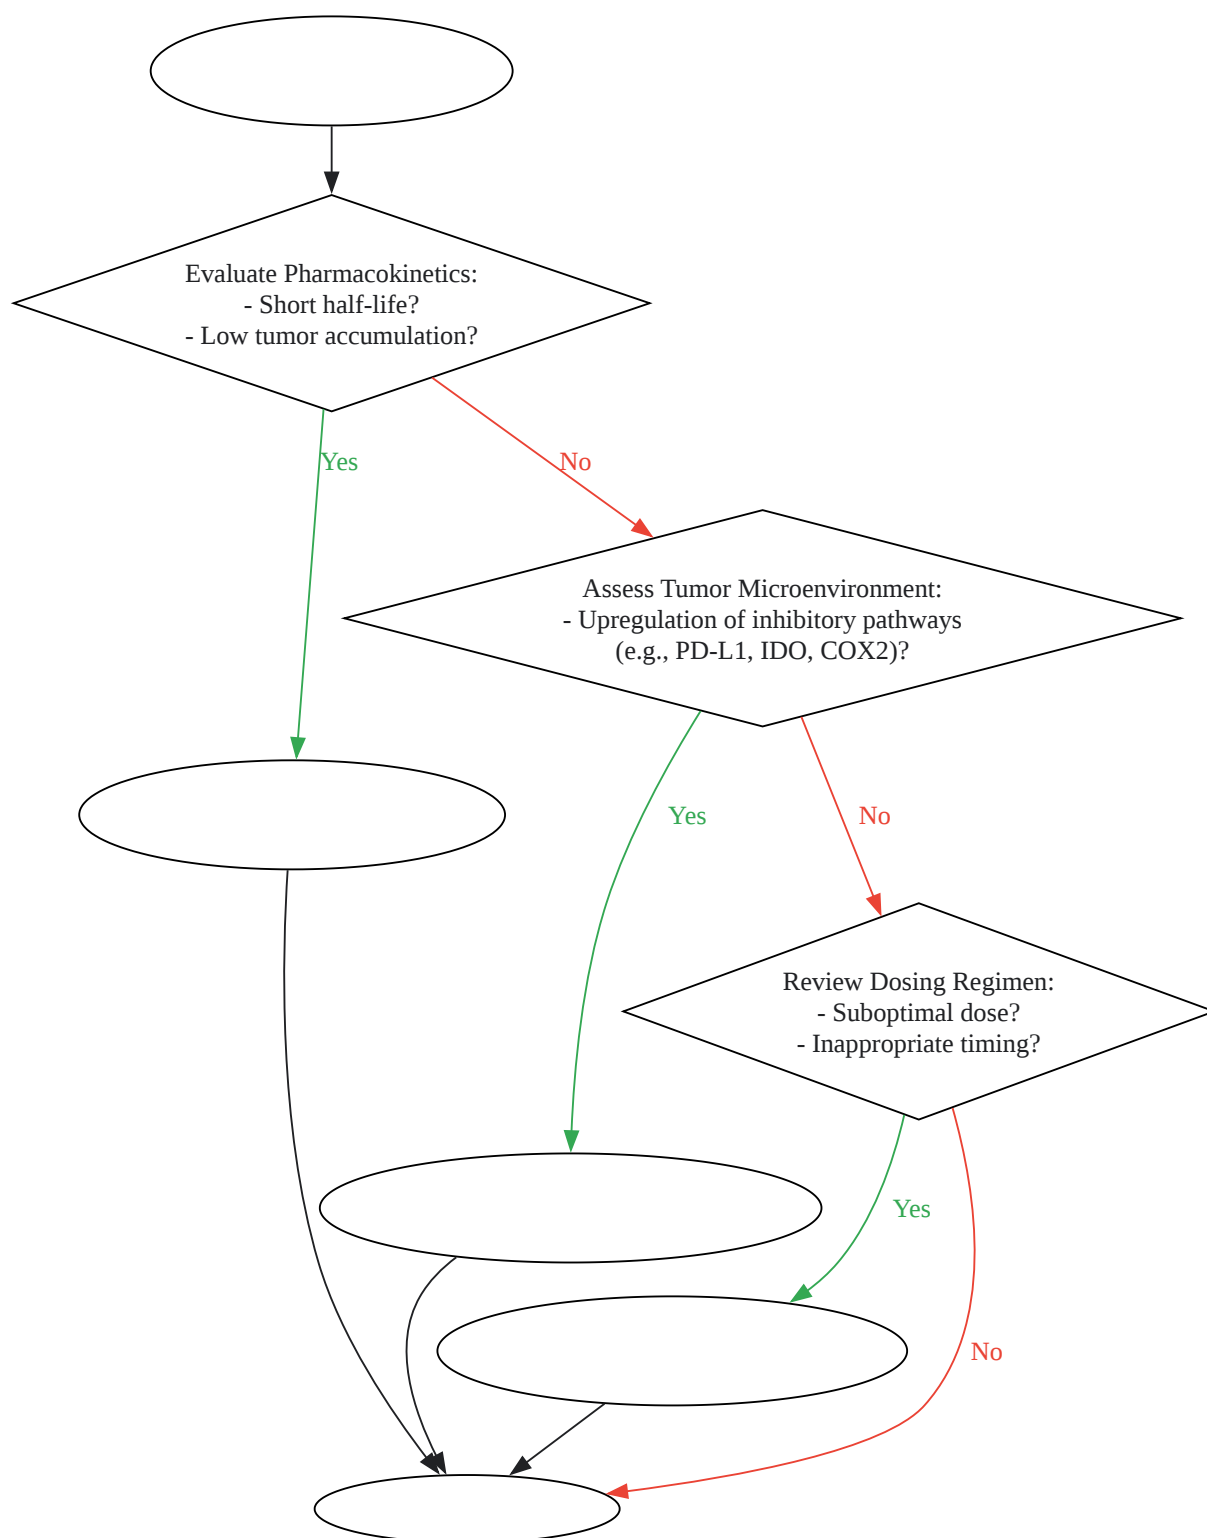 Evaluate Pharmacokinetics:
- Short half-life?
- Low tumor accumulation?
Yes
No
Assess Tumor Microenvironment:
- Upregulation of inhibitory pathways
(e.g., PD-L1, IDO, COX2)?
Yes
No
Review Dosing Regimen:
- Suboptimal dose?
- Inappropriate timing?
Yes
No